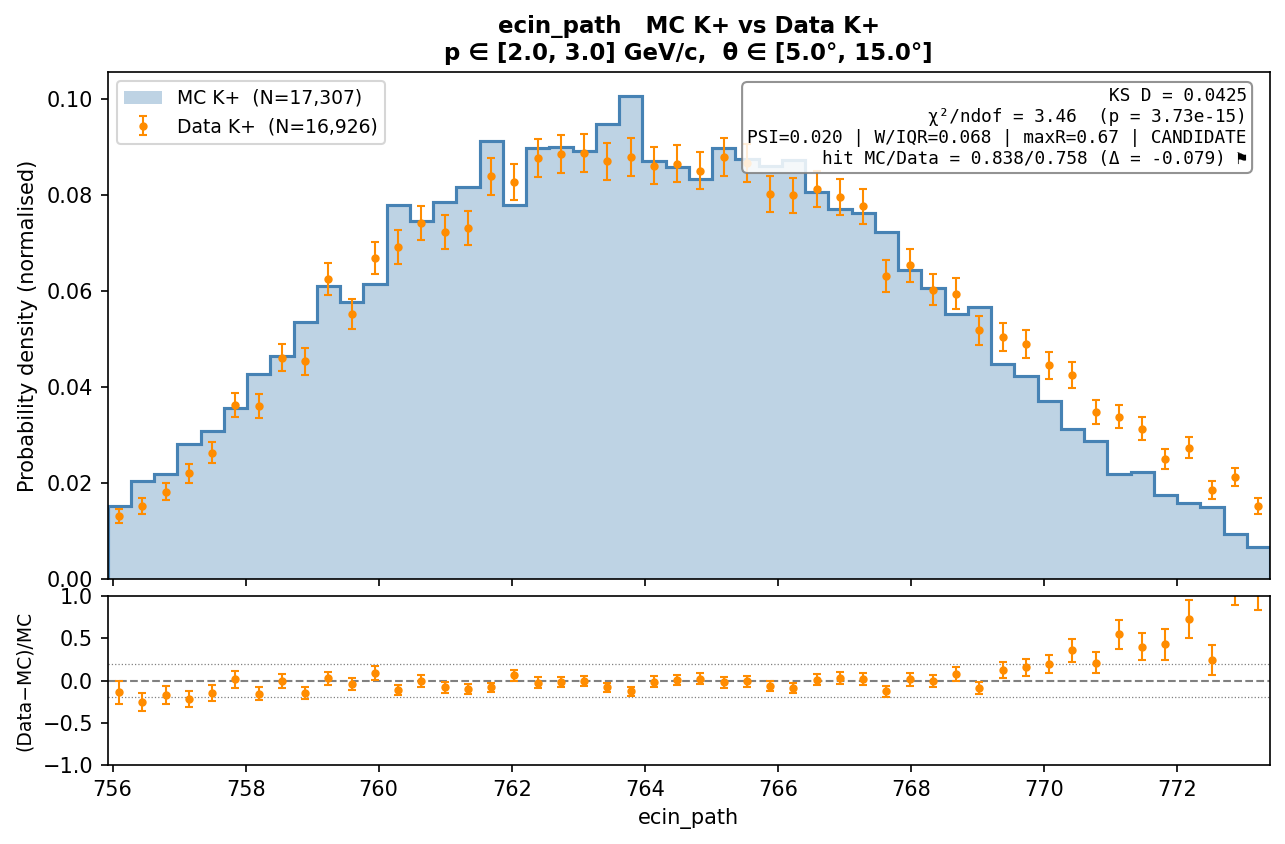 ecin_path   MC K+ vs Data K+
p ∈ [2.0, 3.0] GeV/c,  θ ∈ [5.0°, 15.0°]
MC K+  (N=17,307)
Data K+  (N=16,926)
KS D = 0.0425
χ²/ndof = 3.46  (p = 3.73e-15)
PSI=0.020 | W/IQR=0.068 | maxR=0.67 | CANDIDATE
hit MC/Data = 0.838/0.758 (Δ = -0.079) ⚑
Probability density (normalised)
0.10
0.08
0.06
0.04
0.02
0.00
(Data−MC)/MC
1.0
0.5
0.0
−0.5
−1.0
756 758 760 762 764 766 768 770 772
ecin_path